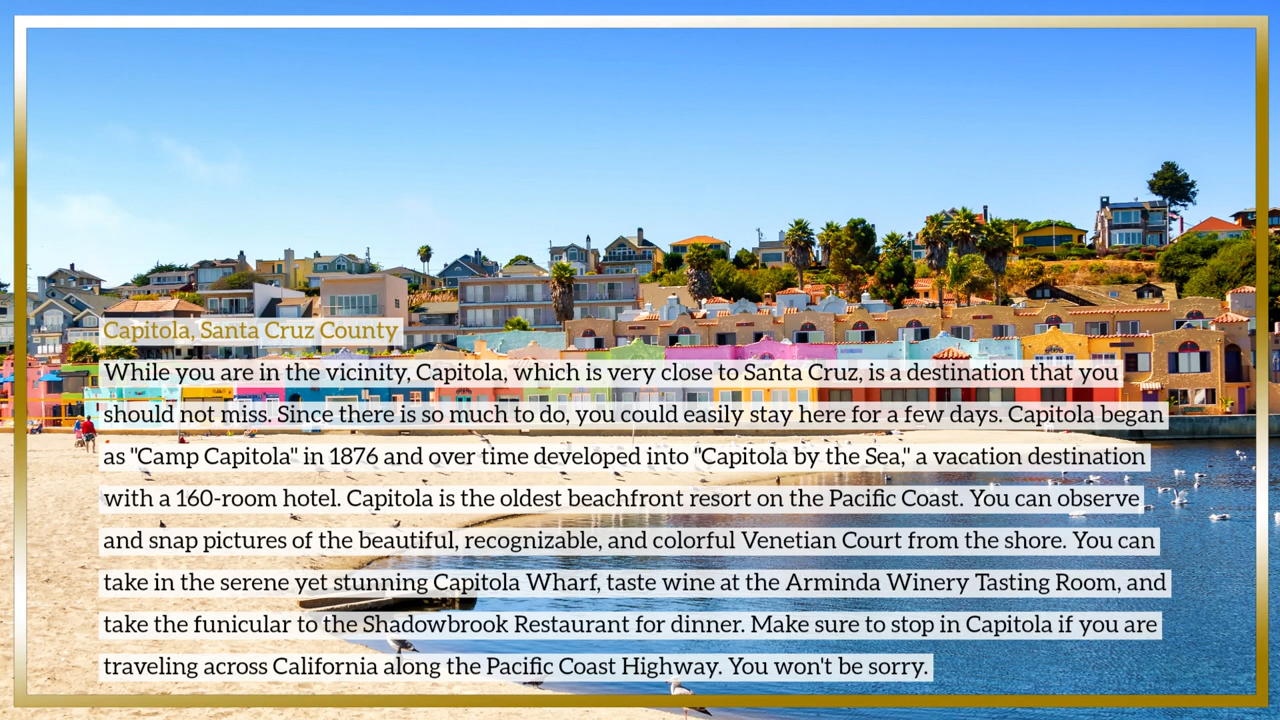 Capitola, Santa Cruz County
While you are in the vicinity, Capitola, which is very close to Santa Cruz, is a destination that you
should not miss. Since there is so much to do, you could easily stay here for a few days. Capitola began
as "Camp Capitola" in 1876 and over time developed into "Capitola by the Sea," a vacation destination
with a 160-room hotel. Capitola is the oldest beachfront resort on the Pacific Coast. You can observe
and snap pictures of the beautiful, recognizable, and colorful Venetian Court from the shore. You can
take in the serene yet stunning Capitola Wharf, taste wine at the Arminda Winery Tasting Room, and
take the funicular to the Shadowbrook Restaurant for dinner. Make sure to stop in Capitola if you are
traveling across California along the Pacific Coast Highway. You won't be sorry.